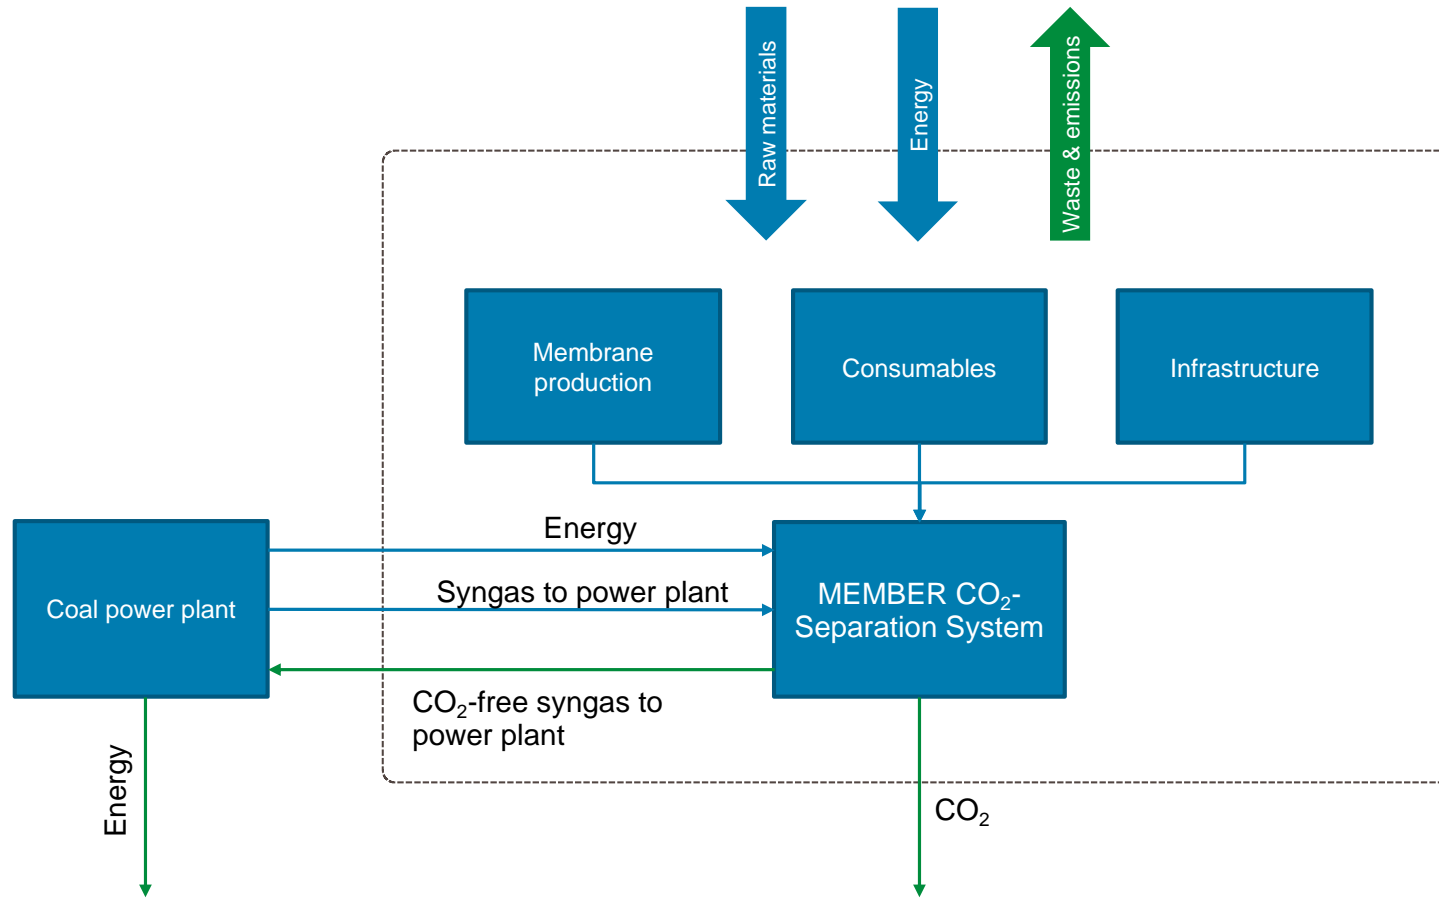 Raw materials
Energy
Waste & emissions
Membrane
production
Consumables
Infrastructure
Energy
Syngas to power plant
Coal power plant
MEMBER CO₂-
Separation System
CO₂-free syngas to
power plant
Energy
CO₂